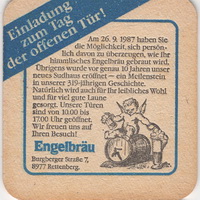 Einladung
zum Tag
der offenen Tür!
Am 26. 9. 1987 haben Sie
die Möglichkeit, sich persön-
lich davon zu überzeugen, wie Ihr
himmlisches Engelbräu gebraut wird.
Übrigens wurde vor genau 10 Jahren unser
neues Sudhaus eröffnet – ein Meilenstein
in unserer 319-jährigen Geschichte.
Natürlich wird auch für Ihr leibliches Wohl
und für viel gute Laune
gesorgt. Unsere Türen
sind von 10.00 bis
17.00 Uhr geöffnet.
Wir freuen uns auf
Ihren Besuch!
Engelbräu
Burgberger Straße 7,
8977 Rettenberg.